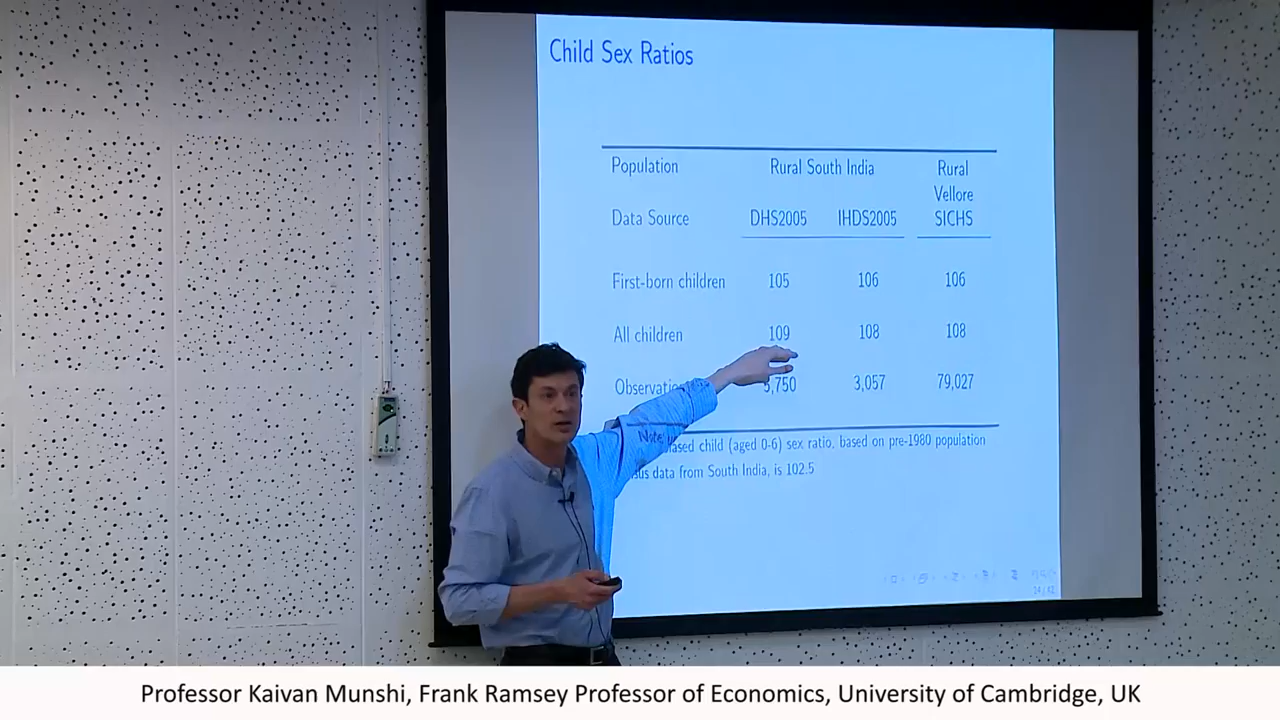 Child Sex Ratios
Population Rural South India Rural
Vellore
Data Source DHS2005 IHDS2005 SICHS
First-born children 105 106 106
All children 109 108 108
3,057 79,027
child (aged 0-6) sex ratio, based on pre-1980 population
data from South India, is 102.5
Professor Kaivan Munshi, Frank Ramsey Professor of Economics, University of Cambridge, UK